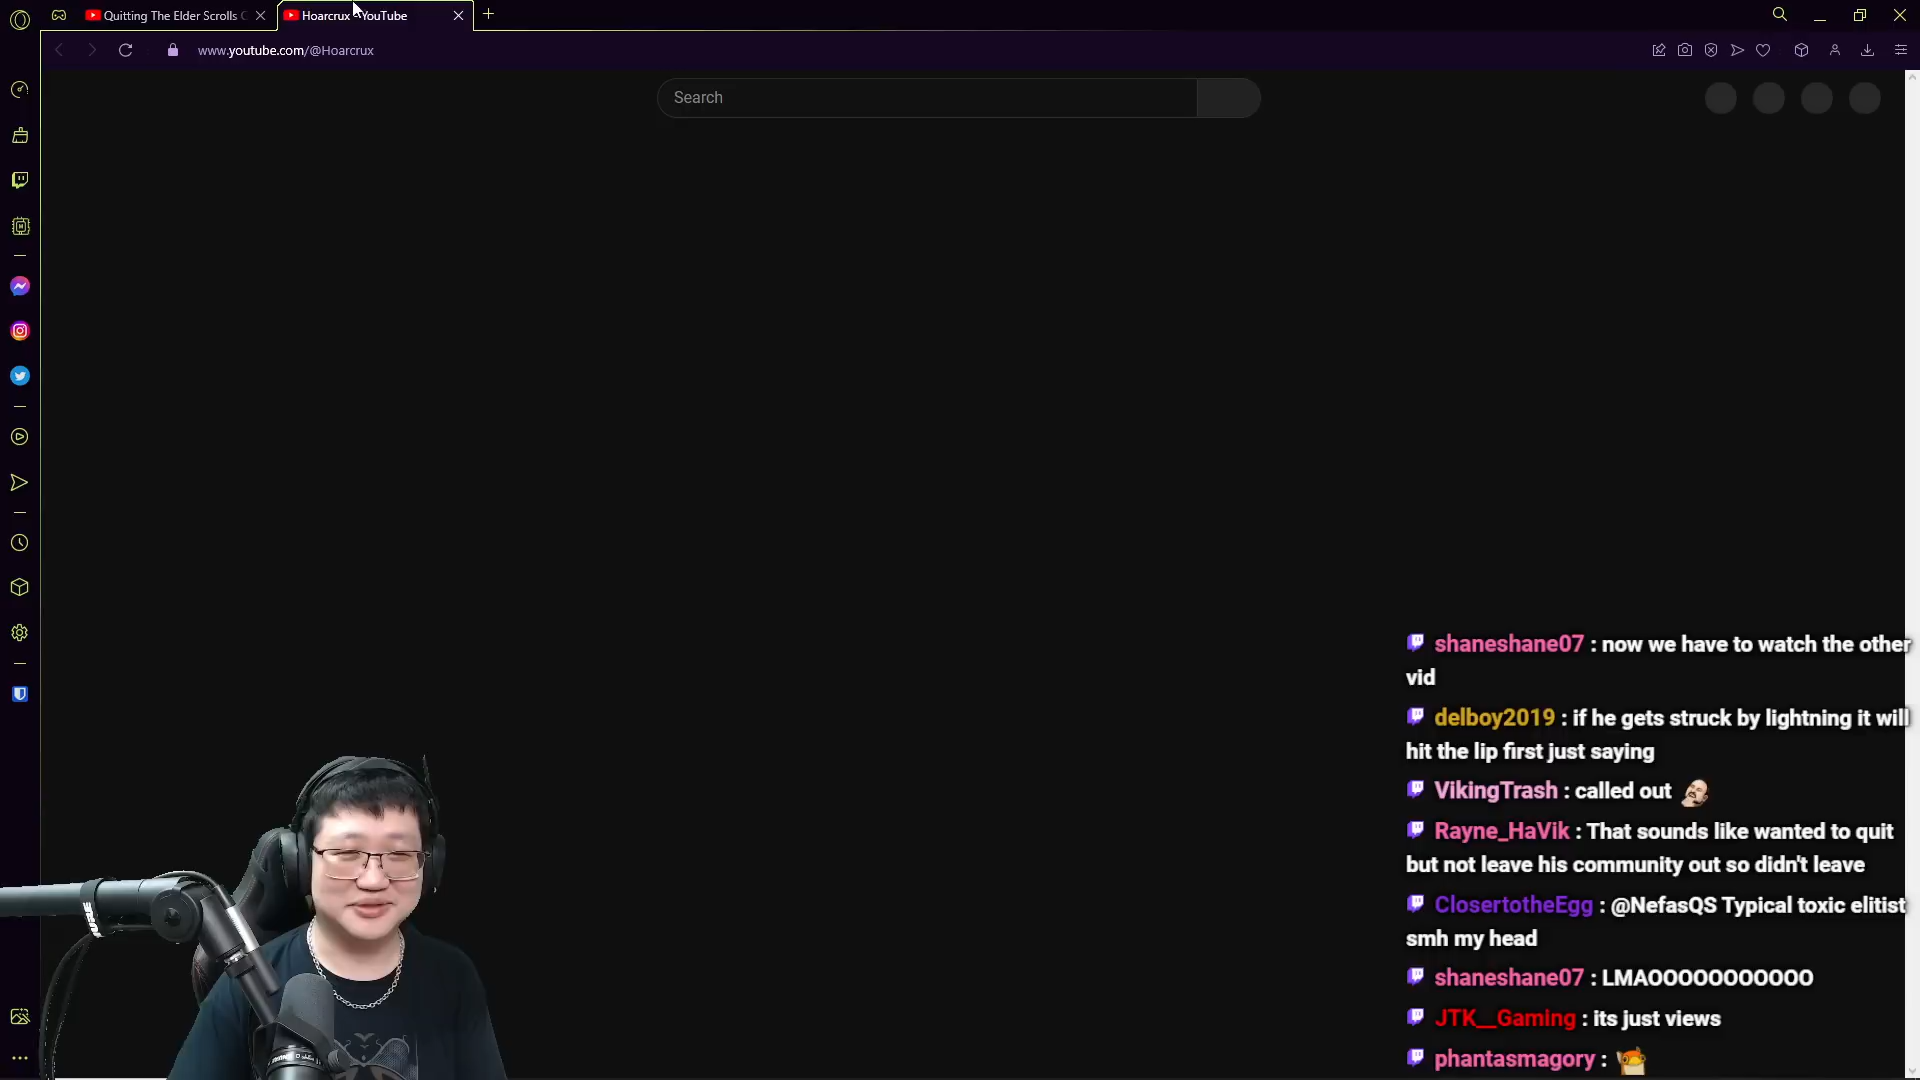 Quitting The Elder Scrolls
Hoarcrux YouTube
www.youtube.com/@Hoarcrux
Search
shaneshane07 : now we have to watch the other
vid
delboy2019 : if he gets struck by lightning it will
hit the lip first just saying
VikingTrash : called out
Rayne_HaVik : That sounds like wanted to quit
but not leave his community out so didn't leave
ClosertotheEgg : @NefasQS Typical toxic elitist
smh my head
shaneshane07 : LMAOOOOOOOOOOO
JTK__Gaming : its just views
phantasmagory :